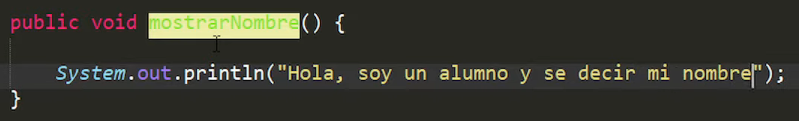 public void mostrarNombre() {
System.out.println("Hola, soy un alumno y se decir mi nombre");
}